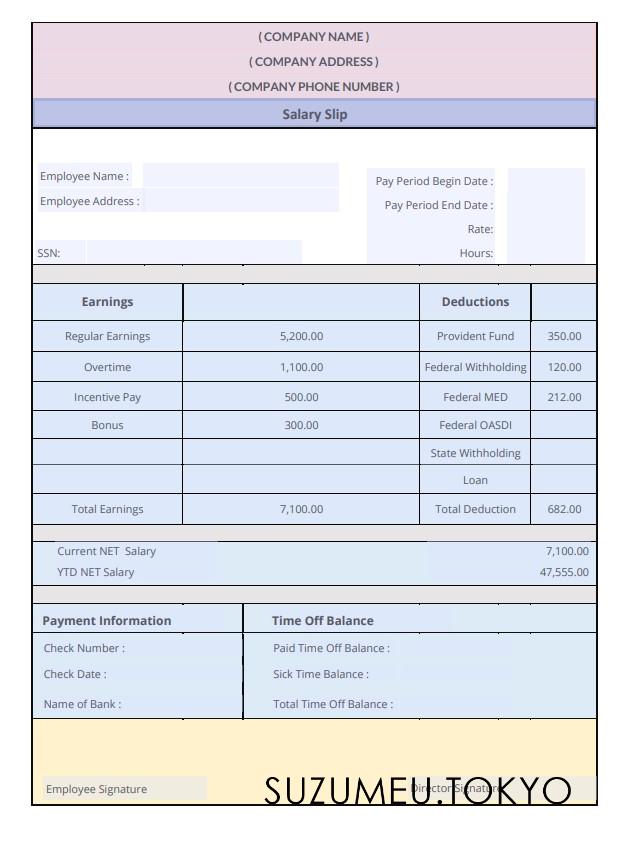 ( COMPANY NAME )
( COMPANY ADDRESS )
( COMPANY PHONE NUMBER )
Salary Slip
Employee Name :
Pay Period Begin Date :
Employee Address :
Pay Period End Date :
Rate:
SSN:
Hours:
Earnings Deductions
Regular Earnings 5,200.00 Provident Fund 350.00
Overtime 1,100.00 Federal Withholding 120.00
Incentive Pay 500.00 Federal MED 212.00
Bonus 300.00 Federal OASDI
State Withholding
Loan
Total Earnings 7,100.00 Total Deduction 682.00
Current NET Salary 7,100.00
YTD NET Salary 47,555.00
Payment Information Time Off Balance
Check Number : Paid Time Off Balance :
Check Date : Sick Time Balance :
Name of Bank : Total Time Off Balance :
Employee Signature Director Signature
SUZUMEU.TOKYO